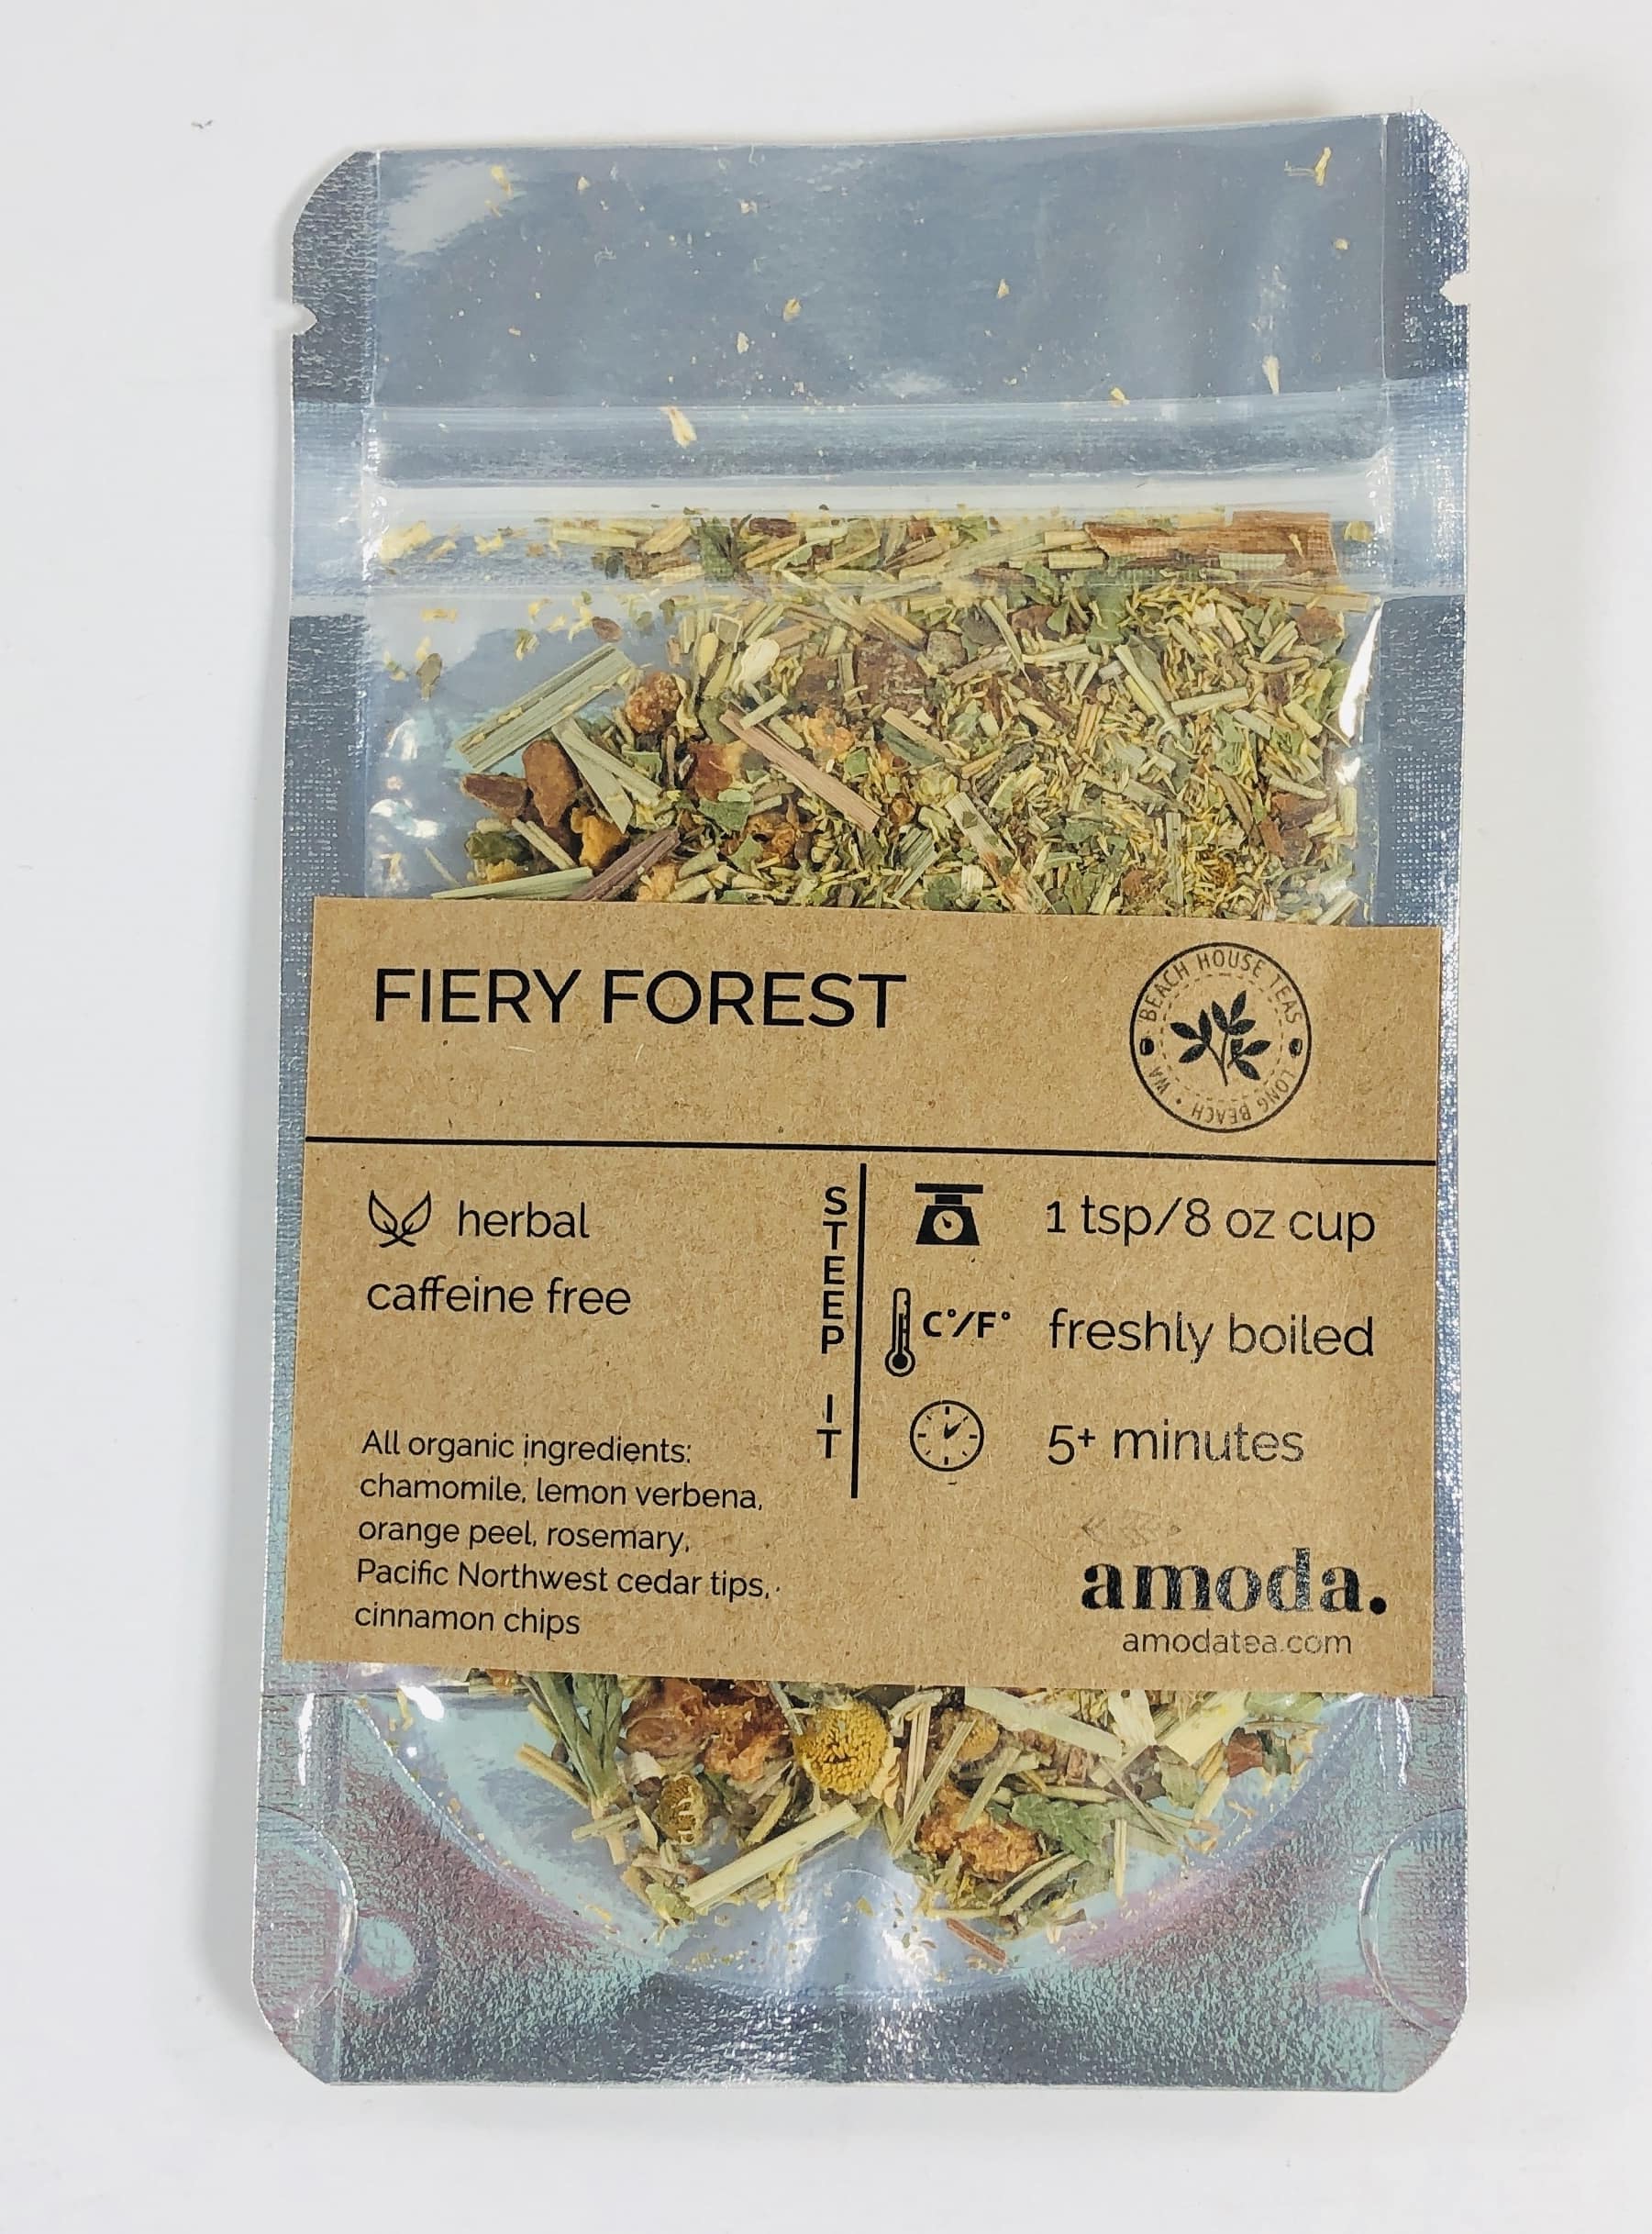 FIERY FOREST
BEACH HOUSE TEAS
LONG BEACH • WA
herbal
caffeine free
All organic ingredients:
chamomile, lemon verbena,
orange peel, rosemary,
Pacific Northwest cedar tips,
cinnamon chips
STEEP
IT
1 tsp/8 oz cup
C°/F°
freshly boiled
5+ minutes
amoda.
amodatea.com